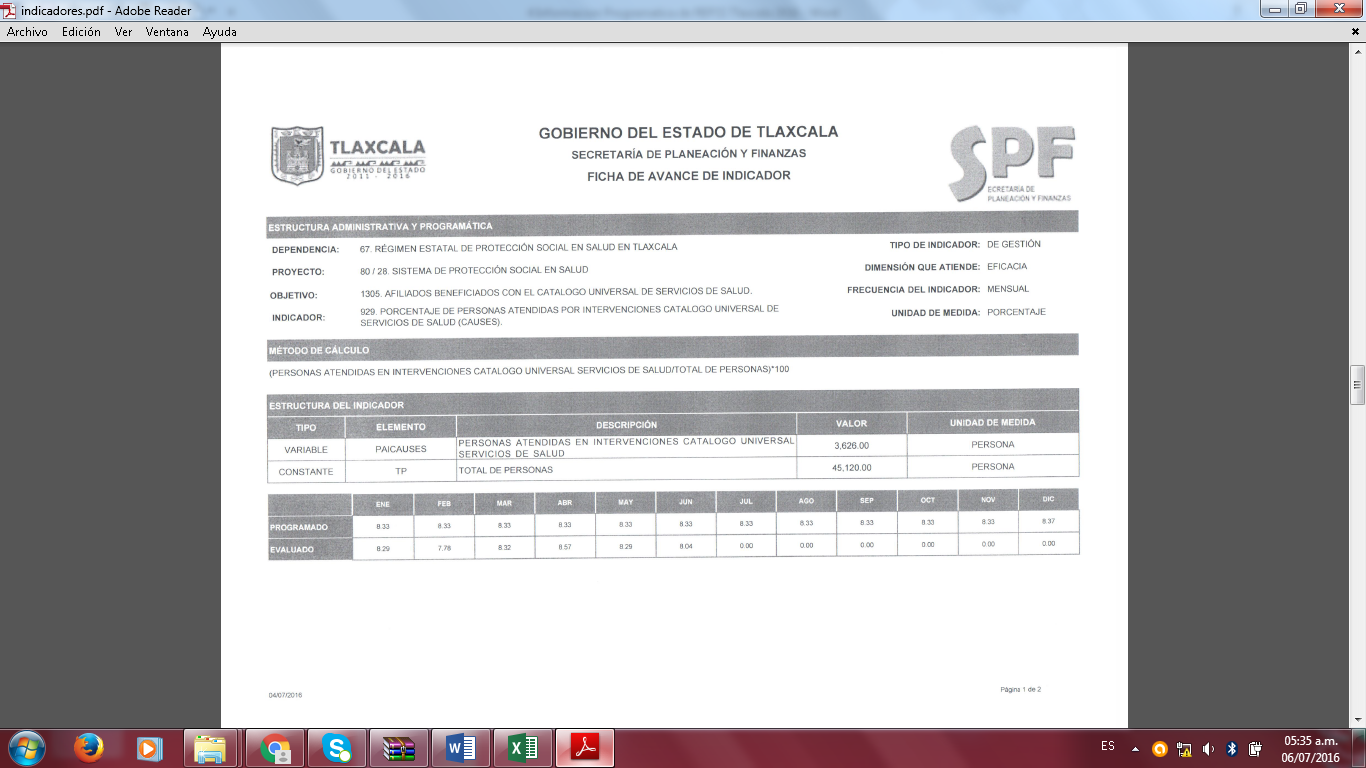 indicadores.pdf - Adobe Reader
Archivo Edición Ver Ventana Ayuda
TLAXCALA
GOBIERNO DEL ESTADO
2011 - 2016
GOBIERNO DEL ESTADO DE TLAXCALA
SECRETARÍA DE PLANEACIÓN Y FINANZAS
FICHA DE AVANCE DE INDICADOR
SPF
ECRETARÍA DE
PLANEACIÓN Y FINANZAS
ESTRUCTURA ADMINISTRATIVA Y PROGRAMÁTICA
DEPENDENCIA: 67. RÉGIMEN ESTATAL DE PROTECCIÓN SOCIAL EN SALUD EN TLAXCALA TIPO DE INDICADOR: DE GESTIÓN
PROYECTO: 80 / 28. SISTEMA DE PROTECCIÓN SOCIAL EN SALUD DIMENSIÓN QUE ATIENDE: EFICACIA
OBJETIVO: 1305. AFILIADOS BENEFICIADOS CON EL CATALOGO UNIVERSAL DE SERVICIOS DE SALUD. FRECUENCIA DEL INDICADOR: MENSUAL
INDICADOR: 929. PORCENTAJE DE PERSONAS ATENDIDAS POR INTERVENCIONES CATALOGO UNIVERSAL DE UNIDAD DE MEDIDA: PORCENTAJE
SERVICIOS DE SALUD (CAUSES).
MÉTODO DE CÁLCULO
(PERSONAS ATENDIDAS EN INTERVENCIONES CATALOGO UNIVERSAL SERVICIOS DE SALUD/TOTAL DE PERSONAS)*100
ESTRUCTURA DEL INDICADOR
TIPO ELEMENTO DESCRIPCIÓN VALOR UNIDAD DE MEDIDA
VARIABLE PAICAUSES PERSONAS ATENDIDAS EN INTERVENCIONES CATALOGO UNIVERSAL 3,626.00 PERSONA
SERVICIOS DE SALUD
CONSTANTE TP TOTAL DE PERSONAS 45,120.00 PERSONA
ENE FEB MAR ABR MAY JUN JUL AGO SEP OCT NOV DIC
PROGRAMADO 8.33 8.33 8.33 8.33 8.33 8.33 8.33 8.33 8.33 8.33 8.33 8.37
EVALUADO 8.29 7.78 8.32 8.57 8.29 8.04 0.00 0.00 0.00 0.00 0.00 0.00
04/07/2016 Página 1 de 2
ES 05:35 a.m.
06/07/2016